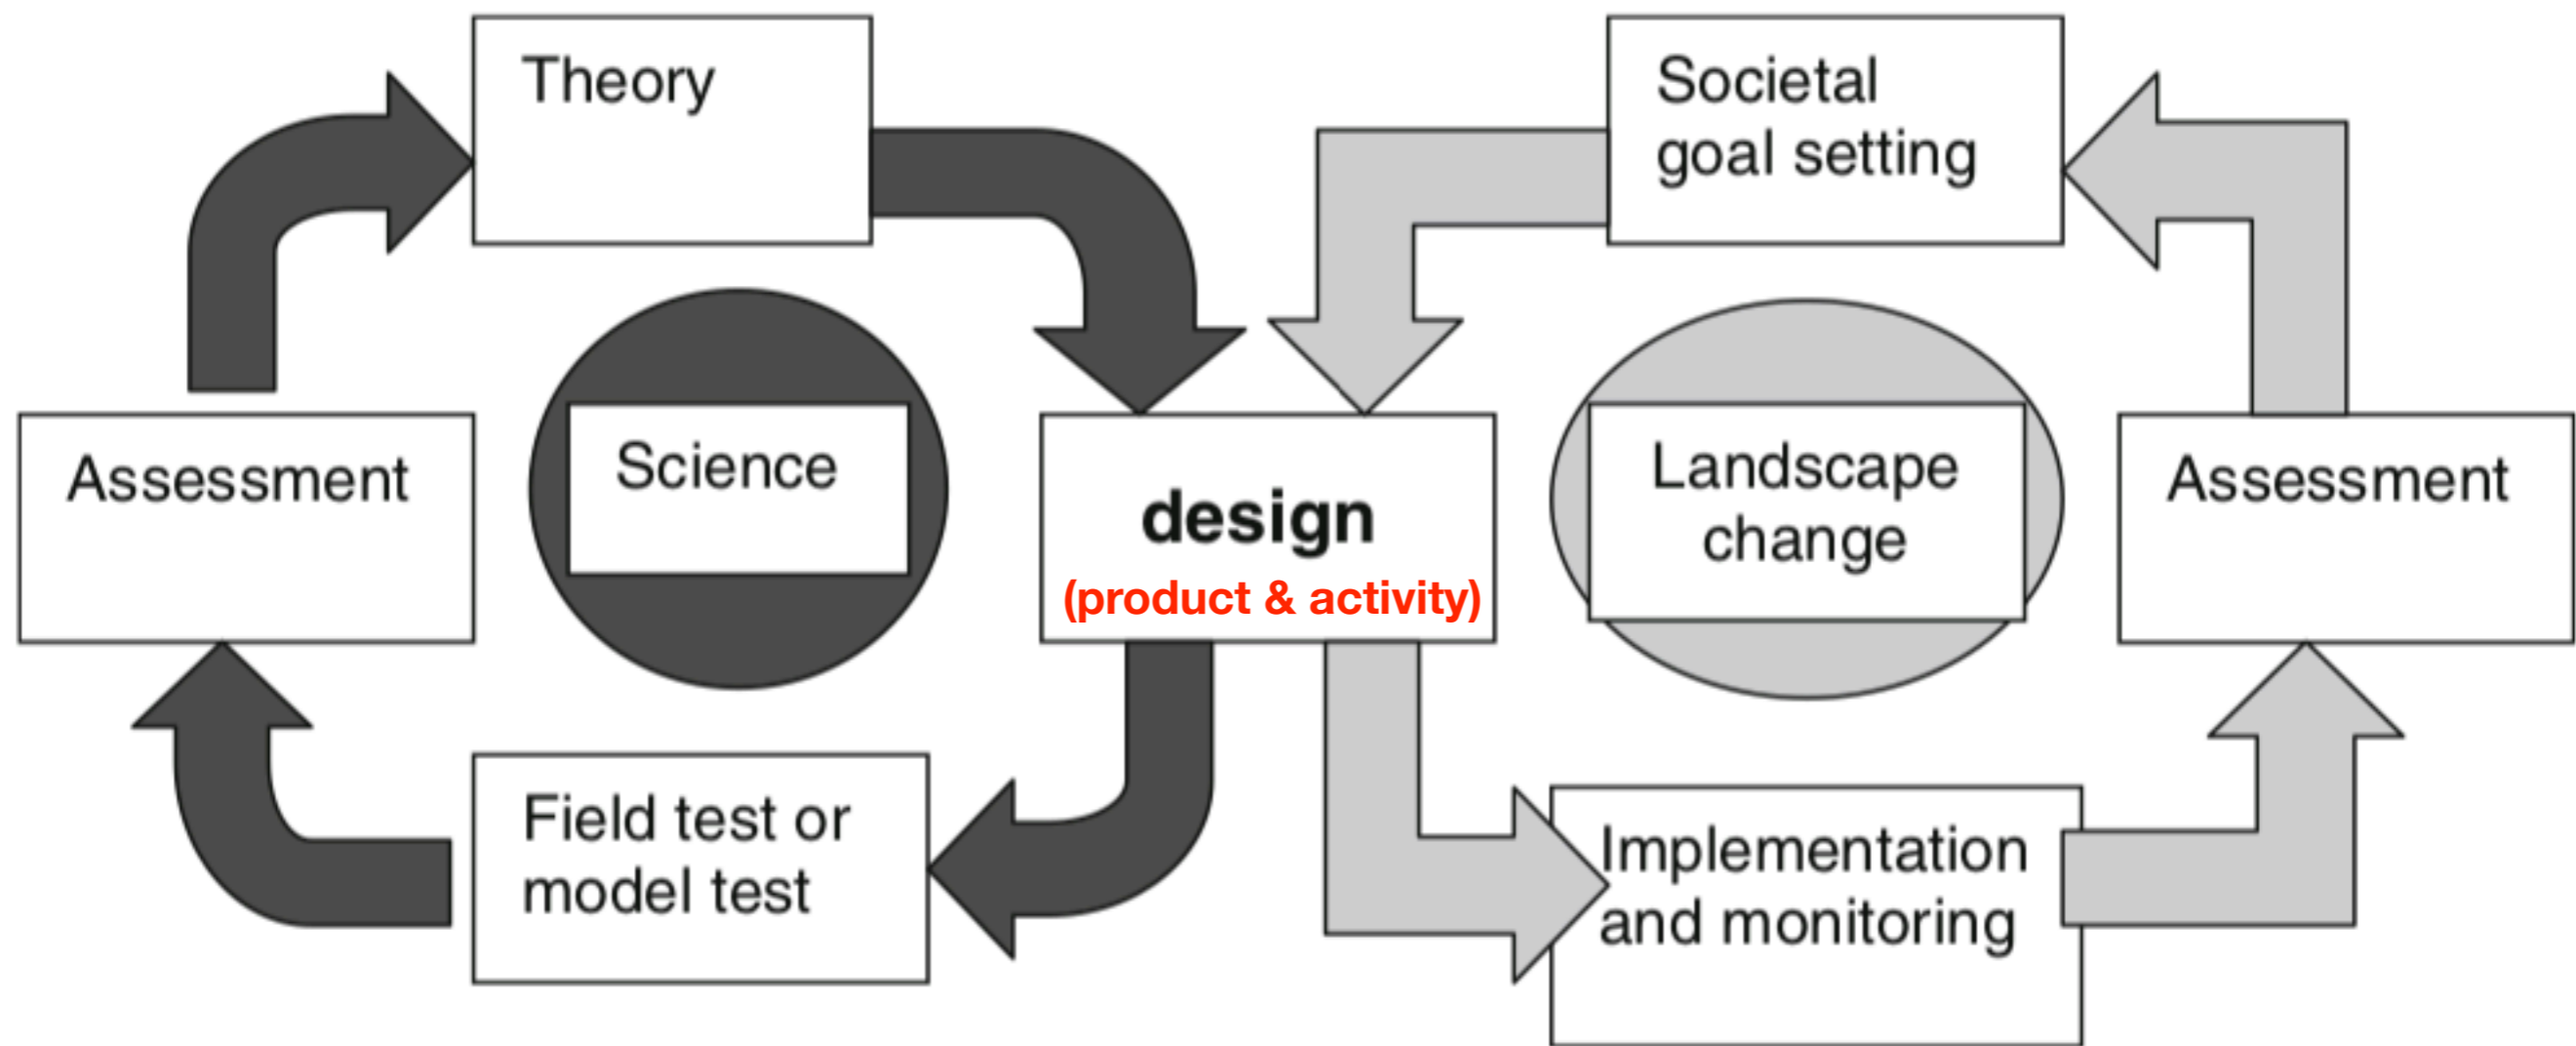 Theory
Societal
goal setting
Assessment
Science
design
(product & activity)
Landscape
change
Assessment
Field test or
model test
Implementation
and monitoring